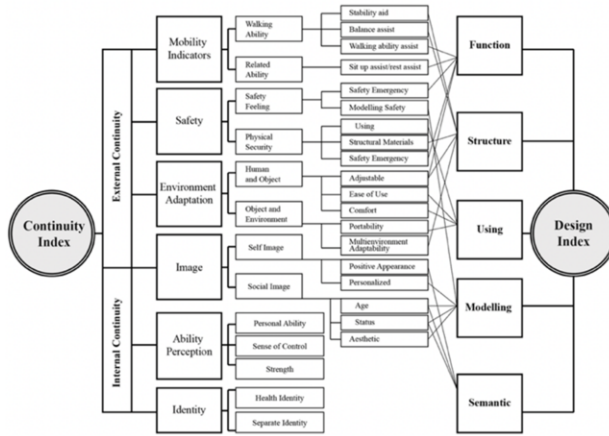 Continuity
Index
External Continuity
Internal Continuity
Mobility
Indicators
Safety
Environment
Adaptation
Image
Ability
Perception
Identity
Walking
Ability
Related
Ability
Safety
Feeling
Physical
Security
Human
and Object
Object and
Environment
Self Image
Social Image
Personal Ability
Sense of Control
Strength
Health Identity
Separate Identity
Stability aid
Balance assist
Walking ability assist
Sit up assist/rest assist
Safety Emergency
Modelling Safety
Using
Structural Materials
Safety Emergency
Adjustable
Ease of Use
Comfort
Portability
Multienvironment
Adaptability
Positive Appearance
Personalized
Age
Status
Aesthetic
Function
Structure
Using
Modelling
Semantic
Design
Index